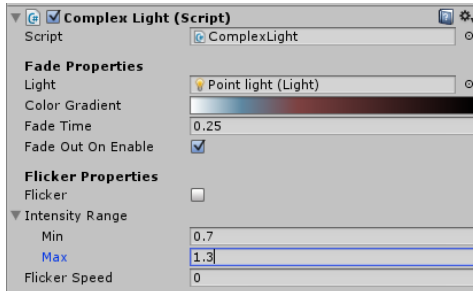 Complex Light (Script)
Script ComplexLight
Fade Properties
Light Point light (Light)
Color Gradient
Fade Time 0.25
Fade Out On Enable
Flicker Properties
Flicker
Intensity Range
Min 0.7
Max 1.3
Flicker Speed 0